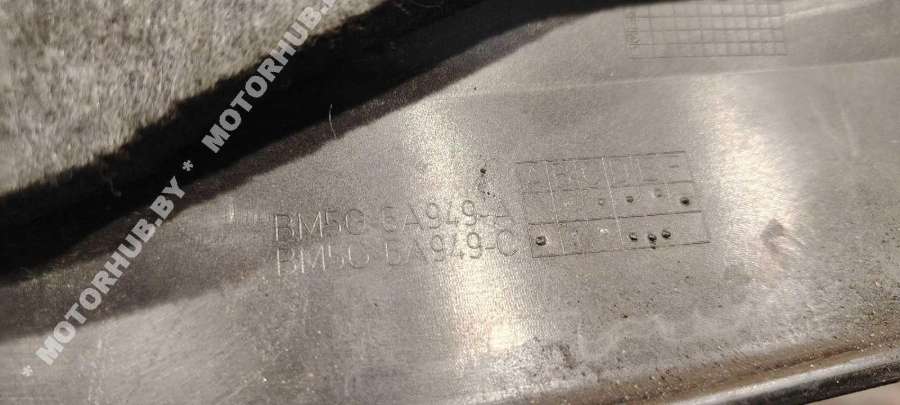 * MOTORHUB.BY * MOTORHUB.BY *
BM5G 6A949-A
BM5G 6A949-C